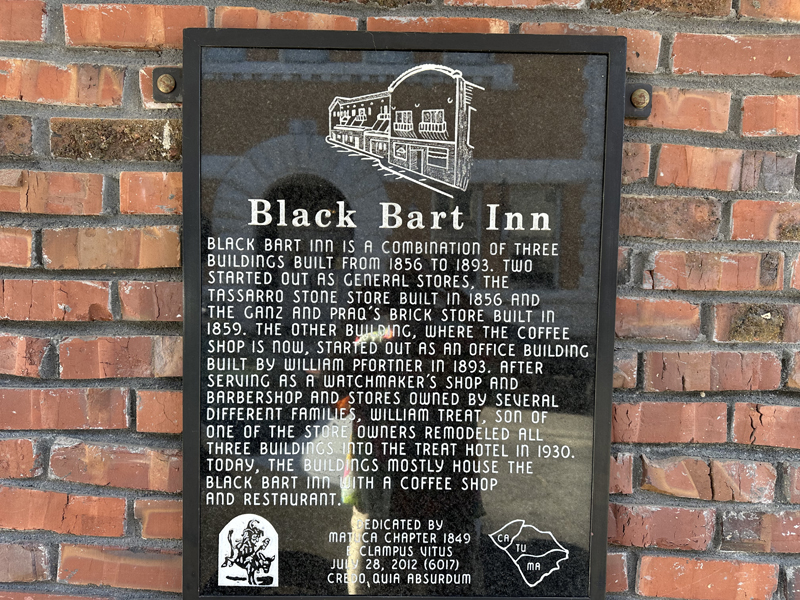 Black Bart Inn
BLACK BART INN IS A COMBINATION OF THREE
BUILDINGS BUILT FROM 1856 TO 1893. TWO
STARTED OUT AS GENERAL STORES, THE
TASSARRO STONE STORE BUILT IN 1856 AND
THE GANZ AND PRAQ'S BRICK STORE BUILT IN
1859. THE OTHER BUILDING, WHERE THE COFFEE
SHOP IS NOW, STARTED OUT AS AN OFFICE BUILDING
BUILT BY WILLIAM PFORTNER IN 1893. AFTER
SERVING AS A WATCHMAKER'S SHOP AND
BARBERSHOP AND STORES OWNED BY SEVERAL
DIFFERENT FAMILIES, WILLIAM TREAT, SON OF
ONE OF THE STORE OWNERS REMODELED ALL
THREE BUILDINGS INTO THE TREAT HOTEL IN 1930.
TODAY, THE BUILDINGS MOSTLY HOUSE THE
BLACK BART INN WITH A COFFEE SHOP
AND RESTAURANT.
DEDICATED BY
MATUCA CHAPTER 1849
E CLAMPUS VITUS
JULY 28, 2012 (6017)
CREDO QUIA ABSURDUM
CA
TU
MA